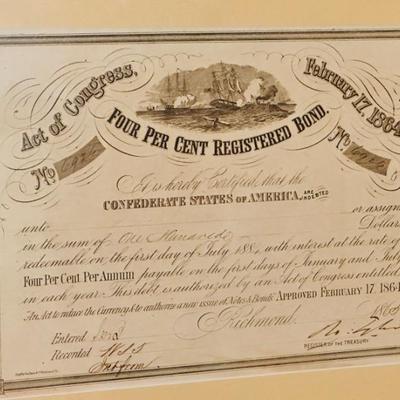 Act of Congress, February 17, 1864
FOUR PER CENT REGISTERED BOND.
No No
It is hereby Certified that the
CONFEDERATE STATES OF AMERICA, ARE INDEBTED
unto or assigns
in the sum of One Hundred Dollars
redeemable on the first day of July 188 with interest at the rate of
Four Per Cent. Per Annum payable on the first days of January and July
in each year. This debt is authorized by an Act of Congress entitled
An Act to reduce the Currency & to authorize a new issue of Notes & Bonds. APPROVED FEBRUARY 17, 1864
Richmond 186
Entered
Recorded
REGISTER OF THE TREASURY